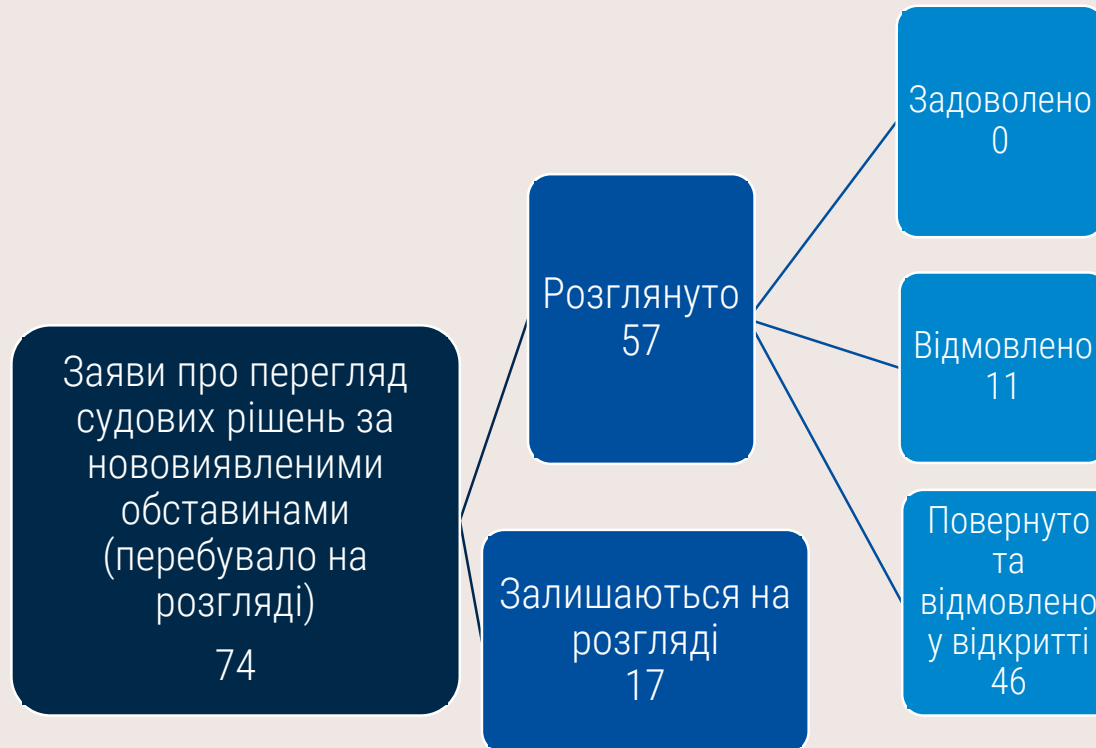 Заяви про перегляд
судових рішень за
нововиявленими
обставинами
(перебувало на
розгляді)
74
Розглянуто
57
Залишаються на
розгляді
17
Задоволено
0
Відмовлено
11
Повернуто
та
відмовлено
у відкритті
46